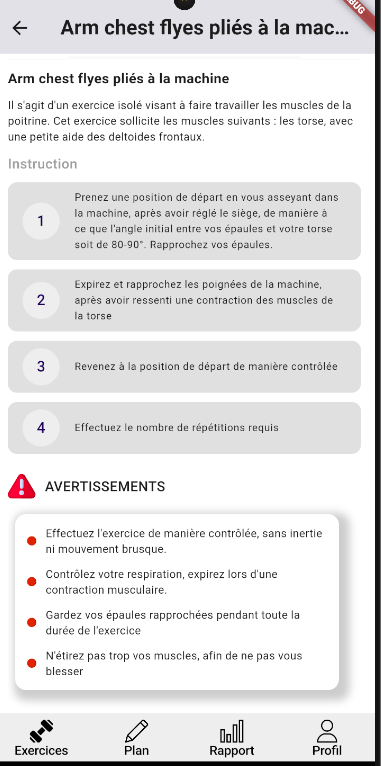 BUG
Arm chest flyes pliés à la mac...
Arm chest flyes pliés à la machine
Il s'agit d'un exercice isolé visant à faire travailler les muscles de la
poitrine. Cet exercice sollicite les muscles suivants : les torse, avec
une petite aide des deltoides frontaux.
Instruction
1
Prenez une position de départ en vous asseyant dans
la machine, après avoir réglé le siège, de manière à
ce que l'angle initial entre vos épaules et votre torse
soit de 80-90°. Rapprochez vos épaules.
2
Expirez et rapprochez les poignées de la machine,
après avoir ressenti une contraction des muscles de
la torse
3
Revenez à la position de départ de manière contrôlée
4
Effectuez le nombre de répétitions requis
AVERTISSEMENTS
Effectuez l'exercice de manière contrôlée, sans inertie
ni mouvement brusque.
Contrôlez votre respiration, expirez lors d'une
contraction musculaire.
Gardez vos épaules rapprochées pendant toute la
durée de l'exercice
N'étirez pas trop vos muscles, afin de ne pas vous
blesser
Exercices
Plan
Rapport
Profil